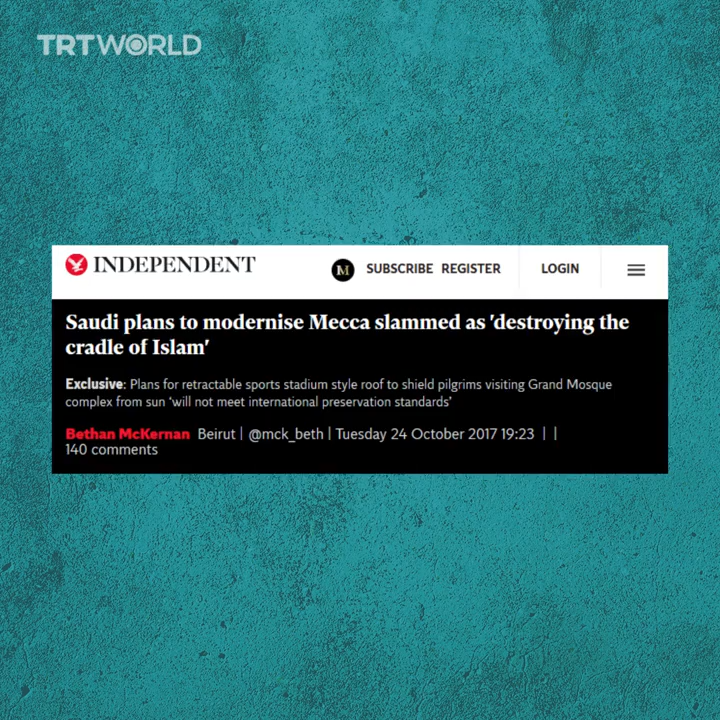 TRTWORLD
INDEPENDENT M SUBSCRIBE REGISTER LOGIN
Saudi plans to modernise Mecca slammed as 'destroying the
cradle of Islam'
Exclusive: Plans for retractable sports stadium style roof to shield pilgrims visiting Grand Mosque
complex from sun ‘will not meet international preservation standards’
Bethan McKernan Beirut | @mck_beth | Tuesday 24 October 2017 19:23 | |
140 comments